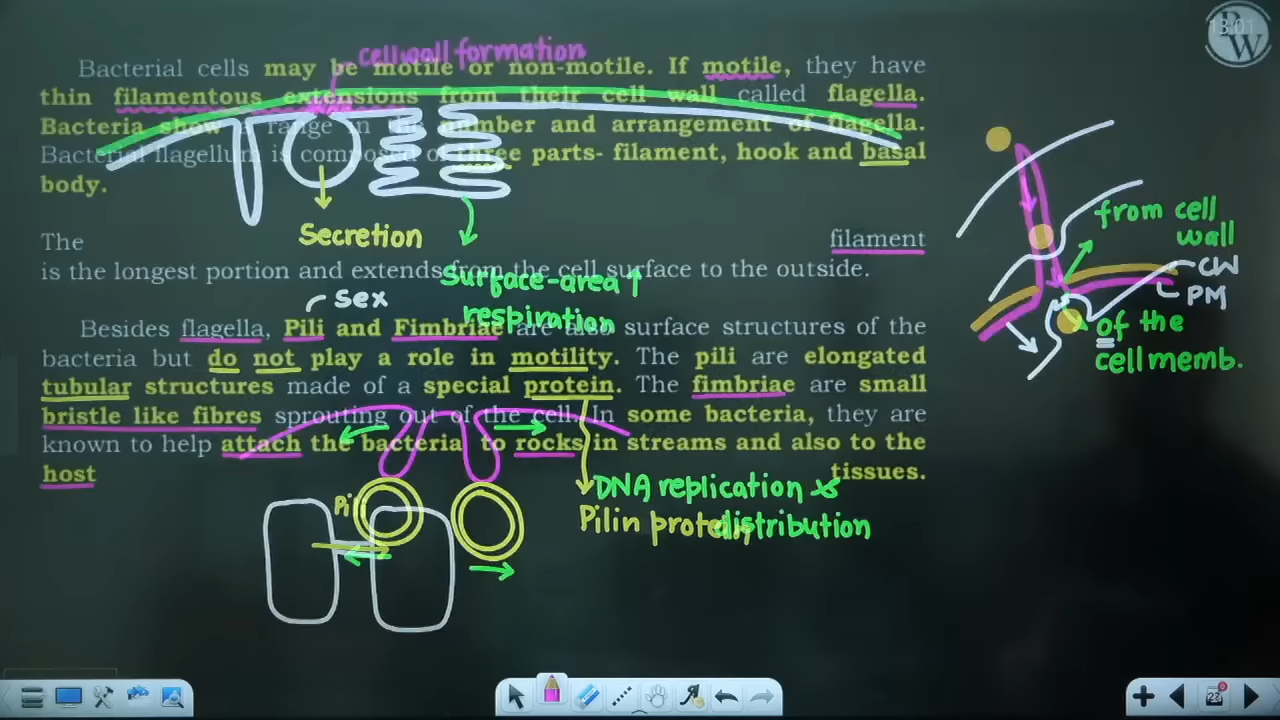 cell wall formation
Bacterial cells may be motile or non-motile. If motile, they have
thin filamentous extensions from their cell wall called flagella.
Bacteria show a range in the number and arrangement of flagella.
Bacterial flagellum is composed of three parts- filament, hook and basal
body.
Secretion
The filament
is the longest portion and extends from the cell surface to the outside.
Surface-area ↑
respiration
Sex
Besides flagella, Pili and Fimbriae are also surface structures of the
bacteria but do not play a role in motility. The pili are elongated
tubular structures made of a special protein. The fimbriae are small
bristle like fibres sprouting out of the cell. In some bacteria, they are
known to help attach the bacteria to rocks in streams and also to the
host tissues.
DNA replication &
distribution
Pilin protein
from cell
wall
CW
PM
of the
cell memb.
13:01
PW